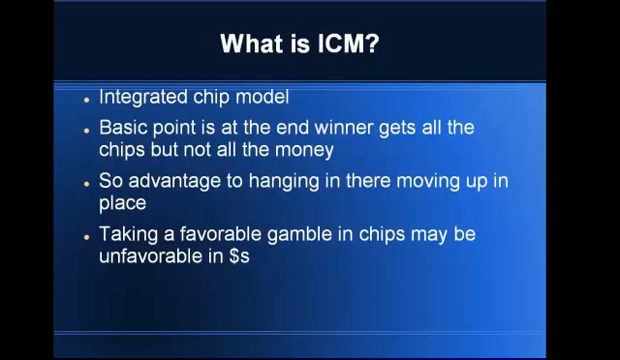 What is ICM?
Integrated chip model
Basic point is at the end winner gets all the
chips but not all the money
So advantage to hanging in there moving up in
place
Taking a favorable gamble in chips may be
unfavorable in $s